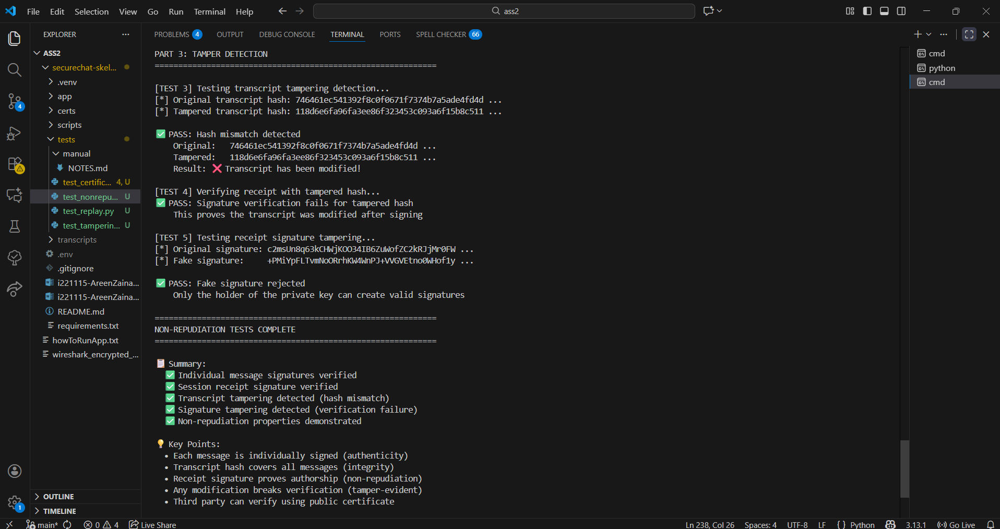 File Edit Selection View Go Run Terminal Help
ass2
EXPLORER
ASS2
securechat-skel...
.venv
app
certs
scripts
tests
manual
NOTES.md
test_certific... 4, U
test_nonrepu... U
test_replay.py U
test_tamperin... U
transcripts
.env
.gitignore
i221115-AreenZaina...
i221115-AreenZaina...
README.md
requirements.txt
howToRunApp.txt
wireshark_encrypted_...
OUTLINE
TIMELINE
4
1
PROBLEMS 4 OUTPUT DEBUG CONSOLE TERMINAL PORTS SPELL CHECKER 66
PART 3: TAMPER DETECTION
============================================================
[TEST 3] Testing transcript tampering detection...
[*] Original transcript hash: 746461ec541392f8c0f0671f7374b7a5ade4fd4d ...
[*] Tampered transcript hash: 118d6e6fa96fa3ee86f323453c093a6f15b8c511 ...
✅ PASS: Hash mismatch detected
Original: 746461ec541392f8c0f0671f7374b7a5ade4fd4d ...
Tampered: 118d6e6fa96fa3ee86f323453c093a6f15b8c511 ...
Result: ❌ Transcript has been modified!
[TEST 4] Verifying receipt with tampered hash...
✅ PASS: Signature verification fails for tampered hash
This proves the transcript was modified after signing
[TEST 5] Testing receipt signature tampering...
[*] Original signature: c2msUn8q63kCHWjKOO34IB6ZuWofZC2kRJjMr0FW ...
[*] Fake signature: +PMiYpFLTvmNoORrhKW4WnPJ+VVGVEtno0WHof1y ...
✅ PASS: Fake signature rejected
Only the holder of the private key can create valid signatures
============================================================
NON-REPUDIATION TESTS COMPLETE
============================================================
📋 Summary:
✅ Individual message signatures verified
✅ Session receipt signature verified
✅ Transcript tampering detected (hash mismatch)
✅ Signature tampering detected (verification failure)
✅ Non-repudiation properties demonstrated
💡 Key Points:
• Each message is individually signed (authenticity)
• Transcript hash covers all messages (integrity)
• Receipt signature proves authorship (non-repudiation)
• Any modification breaks verification (tamper-evident)
• Third party can verify using public certificate
cmd
python
cmd
main* 0 4 Live Share
Ln 238, Col 26 Spaces: 4 UTF-8 LF { } Python 3.13.1 Go Live